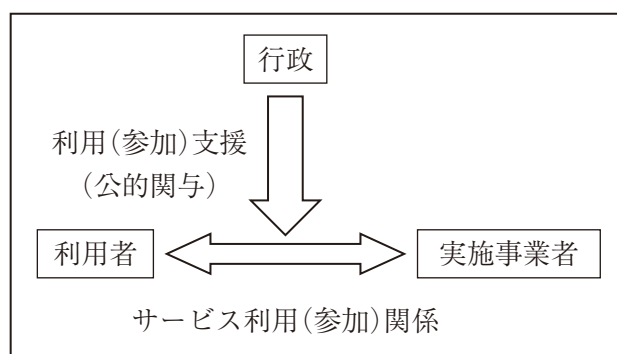 行政
利用(参加)支援
(公的関与)
利用者
実施事業者
サービス利用(参加)関係